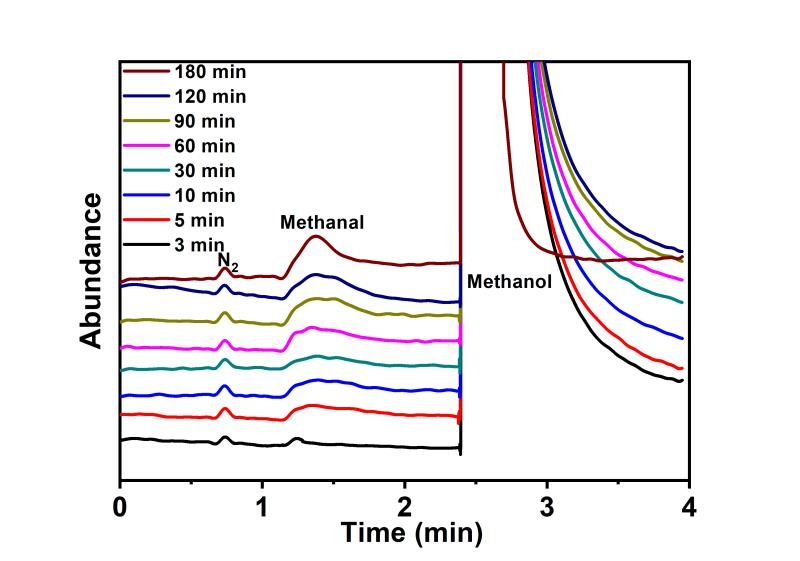 180 min
120 min
90 min
60 min
30 min
10 min
5 min
3 min
N2
Methanal
Methanol
Abundance
0 1 2 3 4
Time (min)